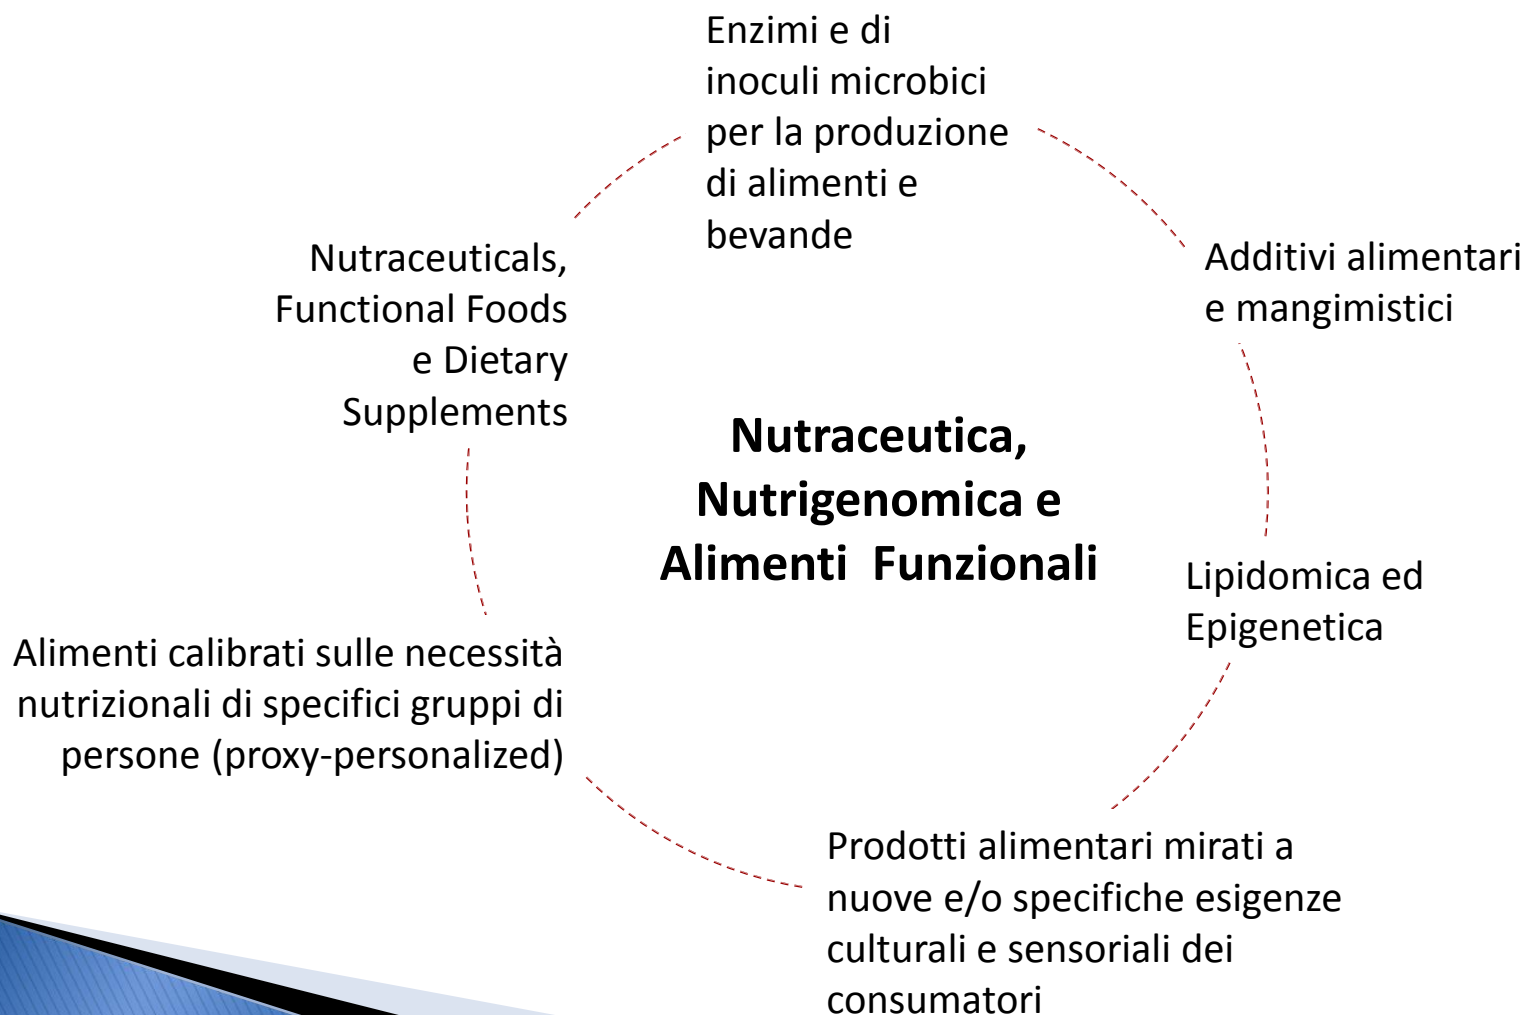 Enzimi e di
inoculi microbici
per la produzione
di alimenti e
bevande
Additivi alimentari
e mangimistici
Nutraceuticals,
Functional Foods
e Dietary
Supplements
Nutraceutica,
Nutrigenomica e
Alimenti  Funzionali
Lipidomica ed
Epigenetica
Alimenti calibrati sulle necessità
nutrizionali di specifici gruppi di
persone (proxy-personalized)
Prodotti alimentari mirati a
nuove e/o specifiche esigenze
culturali e sensoriali dei
consumatori